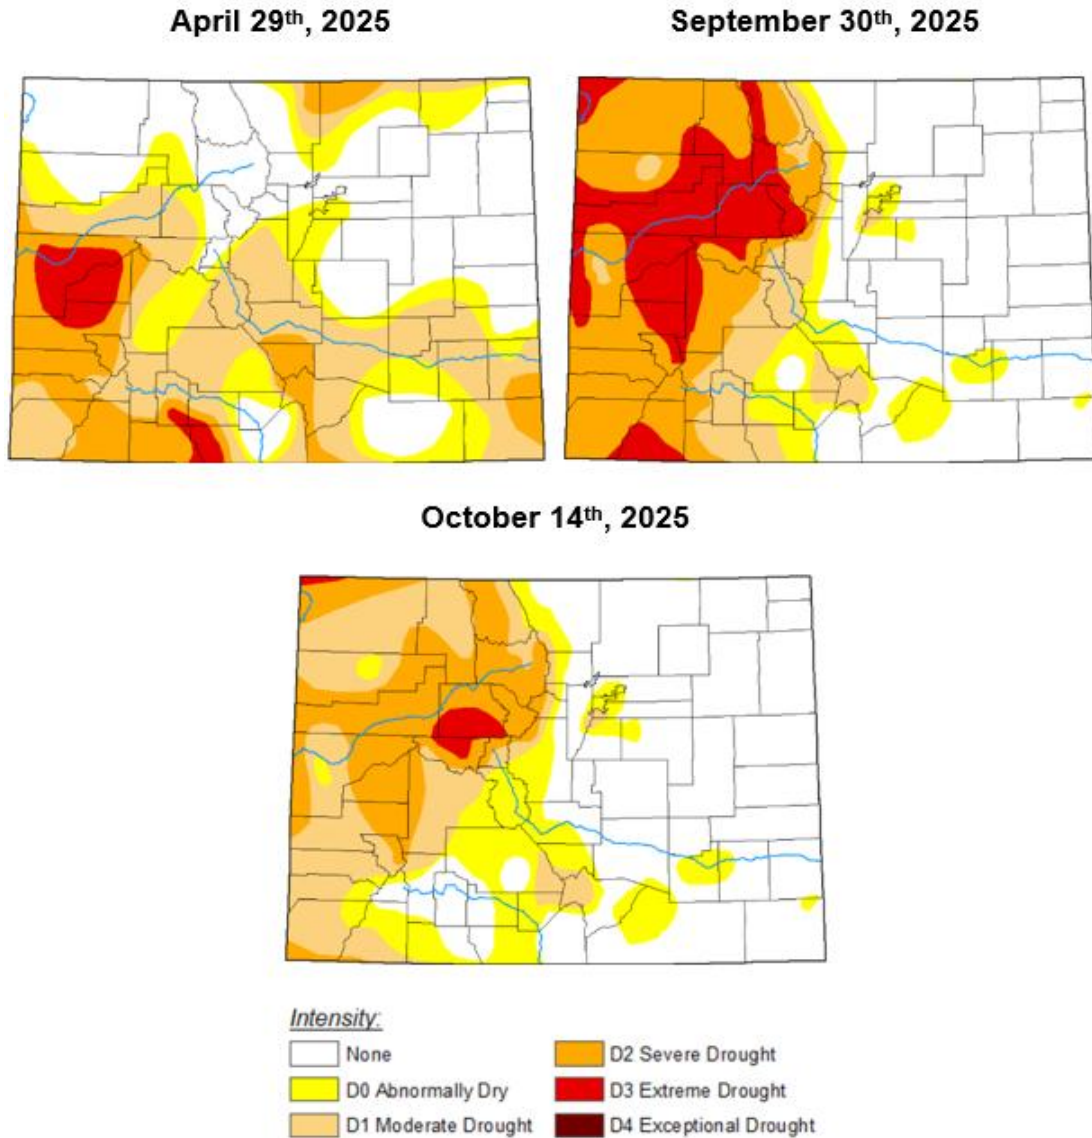 April 29th, 2025
September 30th, 2025
October 14th, 2025
Intensity:
None
D0 Abnormally Dry
D1 Moderate Drought
D2 Severe Drought
D3 Extreme Drought
D4 Exceptional Drought